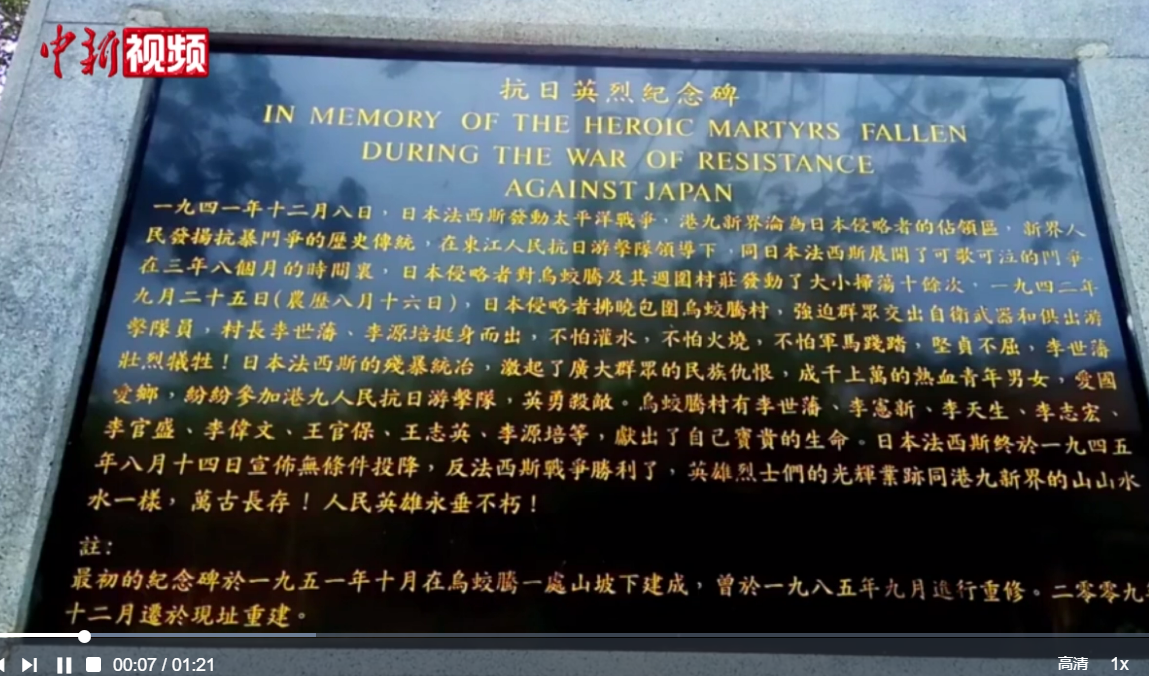 中新视频
抗日英烈纪念碑
IN MEMORY OF THE HEROIC MARTYRS FALLEN
DURING THE WAR OF RESISTANCE
AGAINST JAPAN
一九四一年十二月八日，日本法西斯發動太平洋戰爭，港九新界淪為日本侵略者的佔領區，新界人
民發揚抗暴鬥爭的歷史傳統，在東江人民抗日游擊隊領導下，同日本法西斯展開了可歌可泣的鬥爭。
在三年八個月的時間裏，日本侵略者對烏蛟騰及其週圍村莊發動了大小掃蕩十餘次。一九四二年
九月二十五日(農歷八月十六日)，日本侵略者拂曉包圍烏蛟騰村，強迫群眾交出自衛武器和供出游
擊隊員，村長李世藩、李源培挺身而出，不怕灌水，不怕火燒，不怕軍馬踐踏，堅貞不屈，李世藩
壯烈犧牲！日本法西斯的殘暴統治，激起了廣大群眾的民族仇恨，成千上萬的熱血青年男女，愛國
愛鄉，紛紛參加港九人民抗日游擊隊，英勇殺敵。烏蛟騰村有李世藩、李憲新、李天生、李志宏、
李官盛、李偉文、王官保、王志英、李源培等，獻出了自己寶貴的生命。日本法西斯終於一九四五
年八月十四日宣佈無條件投降，反法西斯戰爭勝利了，英雄烈士們的光輝業跡同港九新界的山山水
水一樣，萬古長存！人民英雄永垂不朽！
註：
最初的紀念碑於一九五一年十月在烏蛟騰一處山坡下建成，曾於一九八五年九月進行重修。二零零九
十二月遷於現址重建。
00:07 / 01:21
高清 1x